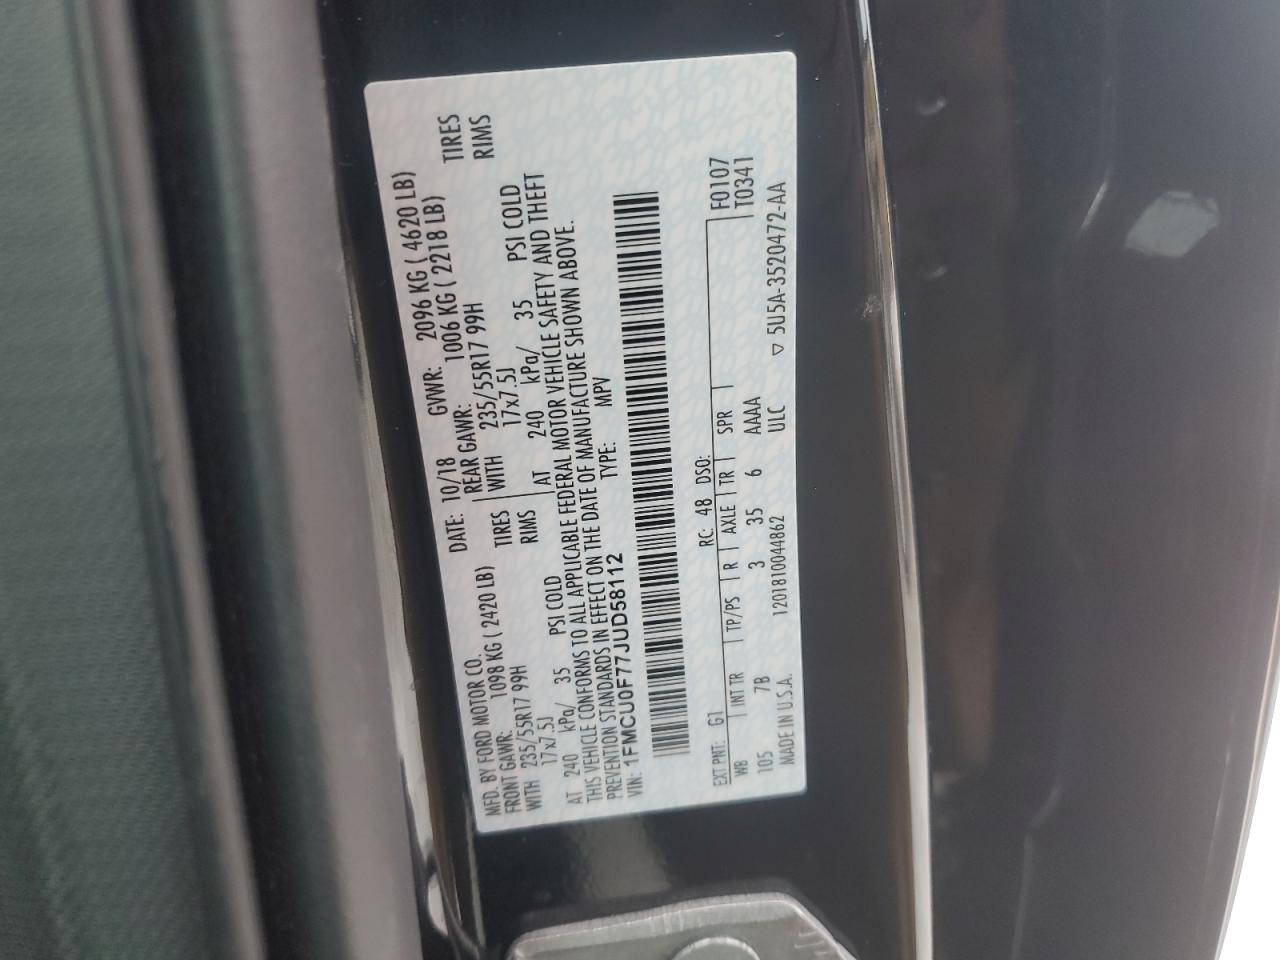 MFD. BY FORD MOTOR CO.
DATE: 10/18 GVWR: 2096 KG ( 4620 LB)
FRONT GAWR: 1098 KG ( 2420 LB) REAR GAWR: 1006 KG ( 2218 LB)
WITH 235/55R17 99H TIRES WITH 235/55R17 99H TIRES
17x7.5J RIMS 17x7.5J RIMS
AT 240 kPa/ 35 PSI COLD AT 240 kPa/ 35 PSI COLD
THIS VEHICLE CONFORMS TO ALL APPLICABLE FEDERAL MOTOR VEHICLE SAFETY AND THEFT
PREVENTION STANDARDS IN EFFECT ON THE DATE OF MANUFACTURE SHOWN ABOVE.
VIN: 1FMCU0F77JUD58112 TYPE: MPV
EXT PNT: G1 RC: 48 DSO: F0107
WB INT TR TP/PS R AXLE TR SPR T0341
105 7B 3 35 6 AAAA
MADE IN U.S.A. 120181004​4862 ULC ▽ 5U5A-3520472-AA